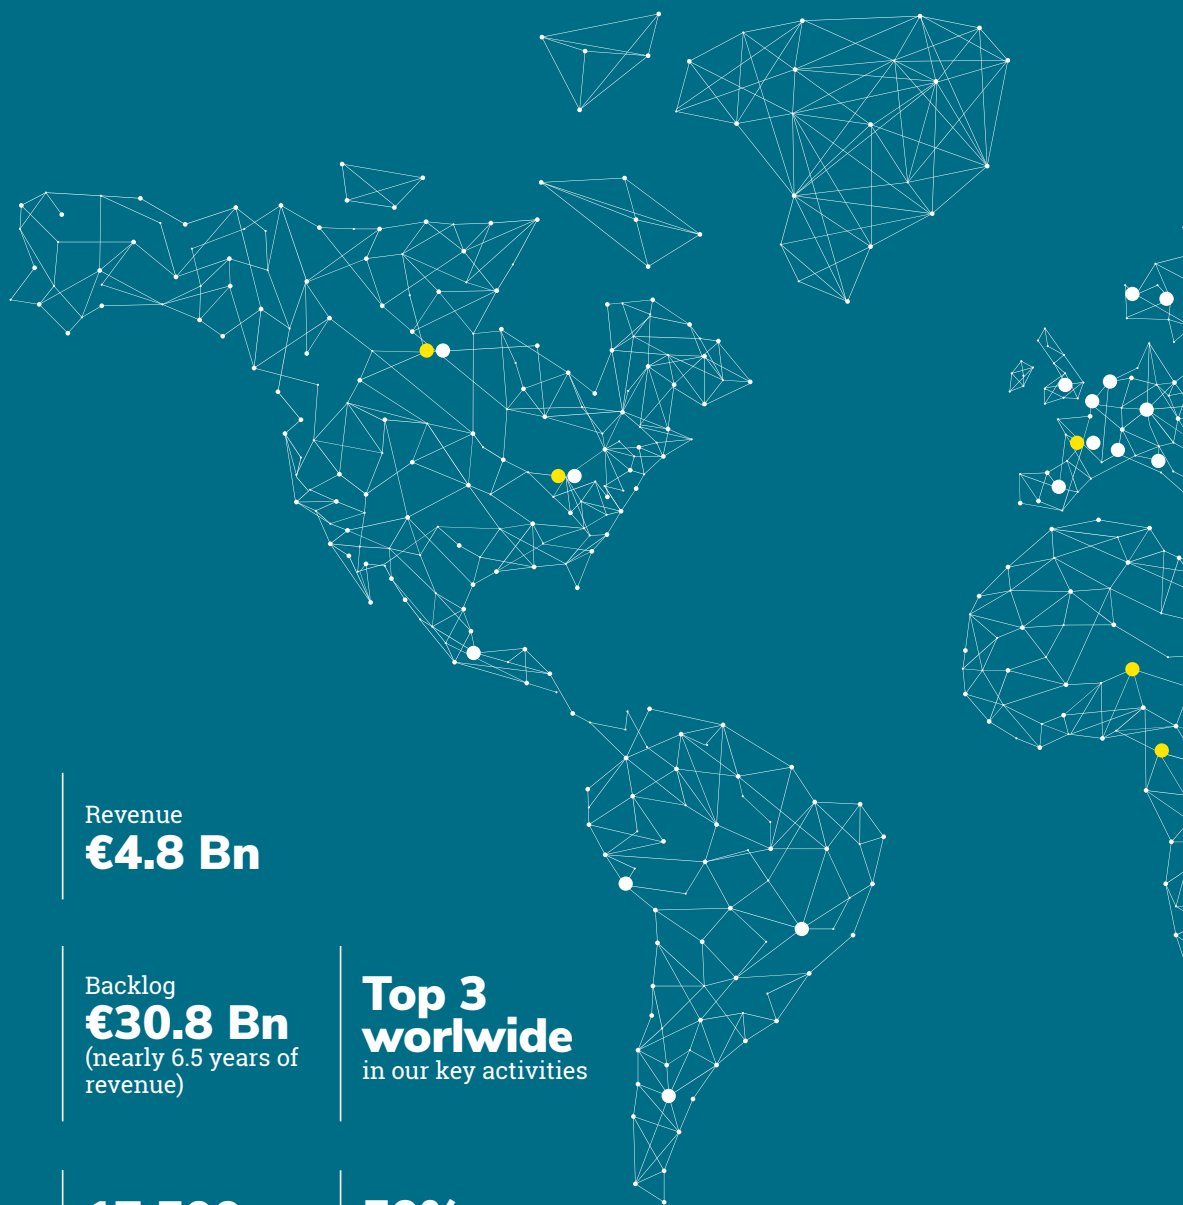 Revenue
€4.8 Bn
Backlog
€30.8 Bn
(nearly 6.5 years of
revenue)
Top 3
worlwide
in our key activities